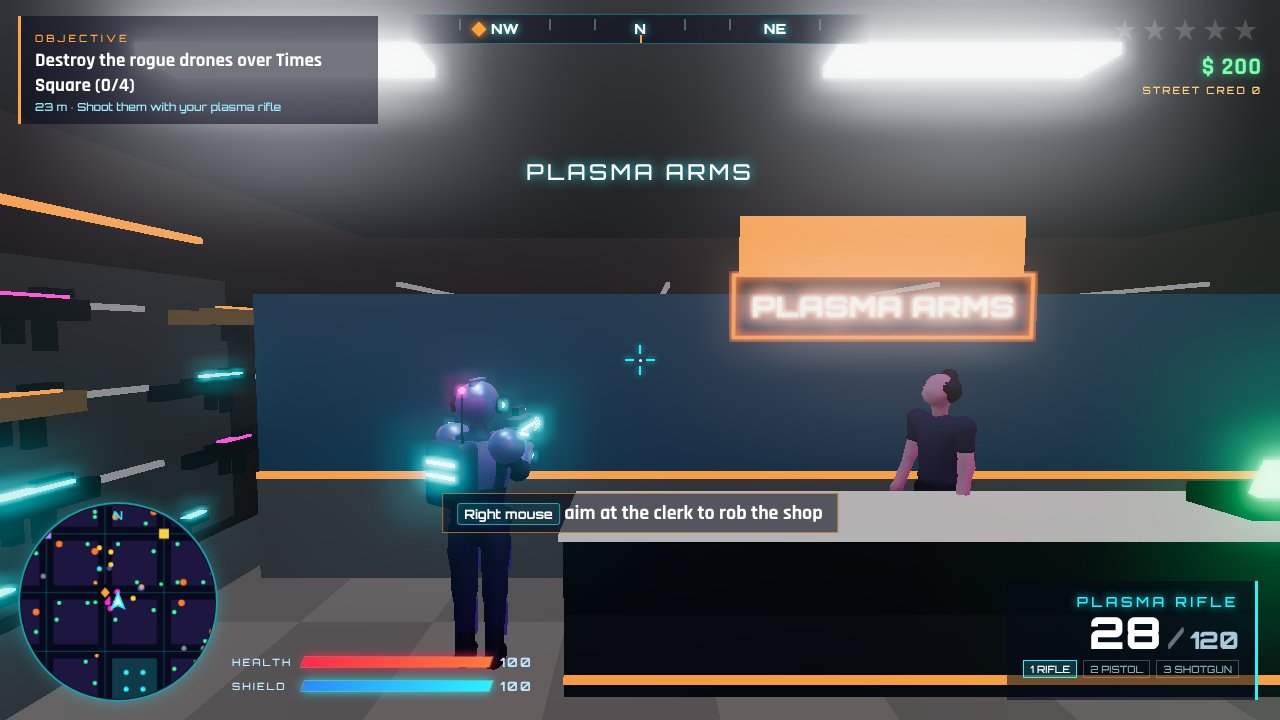 OBJECTIVE
Destroy the rogue drones over Times
Square (0/4)
23 m · Shoot them with your plasma rifle
NW
N
NE
$ 200
STREET CRED 0
PLASMA ARMS
PLASMA ARMS
Right mouse aim at the clerk to rob the shop
N
HEALTH 100
SHIELD 100
PLASMA RIFLE
28 / 120
1 RIFLE 2 PISTOL 3 SHOTGUN